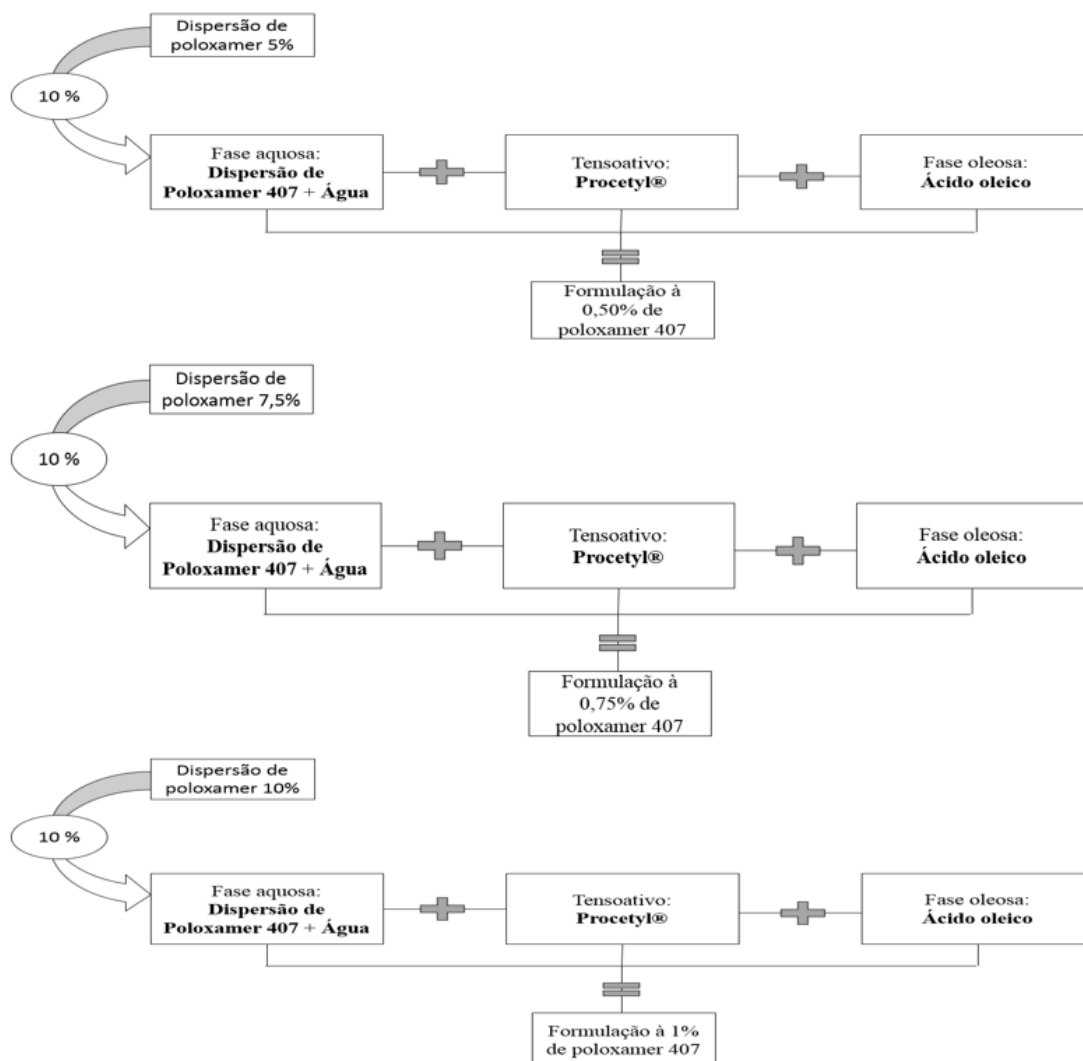 Dispersão de
poloxamer 5%
10 %
Fase aquosa:
Dispersão de
Poloxamer 407 + Água
Tensoativo:
Procetyl®
Fase oleosa:
Ácido oleico
Formulação à
0,50% de
poloxamer 407
Dispersão de
poloxamer 7,5%
10 %
Fase aquosa:
Dispersão de
Poloxamer 407 + Água
Tensoativo:
Procetyl®
Fase oleosa:
Ácido oleico
Formulação à
0,75% de
poloxamer 407
Dispersão de
poloxamer 10%
10 %
Fase aquosa:
Dispersão de
Poloxamer 407 + Água
Tensoativo:
Procetyl®
Fase oleosa:
Ácido oleico
Formulação à 1%
de poloxamer 407